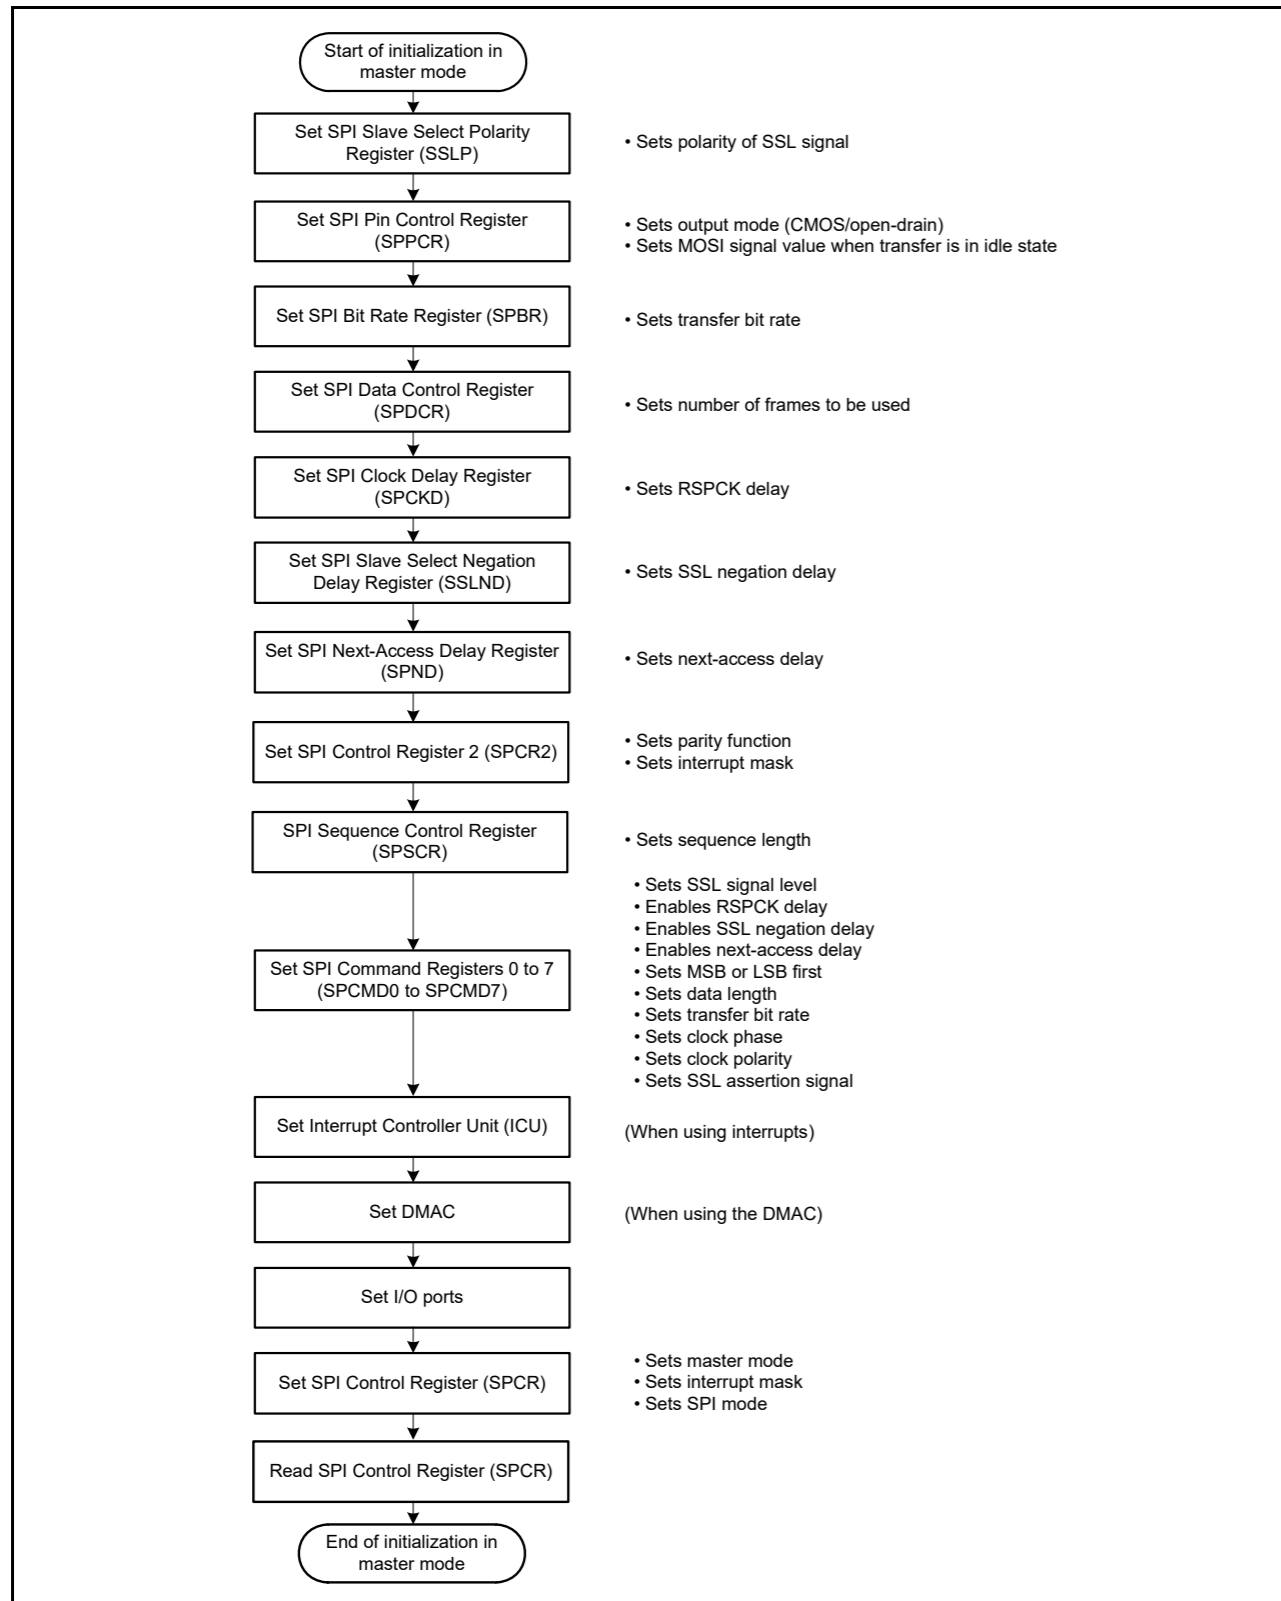 Start of initialization in
master mode
Set SPI Slave Select Polarity
Register (SSLP)
• Sets polarity of SSL signal
Set SPI Pin Control Register
(SPPCR)
• Sets output mode (CMOS/open-drain)
• Sets MOSI signal value when transfer is in idle state
Set SPI Bit Rate Register (SPBR)
• Sets transfer bit rate
Set SPI Data Control Register
(SPDCR)
• Sets number of frames to be used
Set SPI Clock Delay Register
(SPCKD)
• Sets RSPCK delay
Set SPI Slave Select Negation
Delay Register (SSLND)
• Sets SSL negation delay
Set SPI Next-Access Delay Register
(SPND)
• Sets next-access delay
Set SPI Control Register 2 (SPCR2)
• Sets parity function
• Sets interrupt mask
SPI Sequence Control Register
(SPSCR)
• Sets sequence length
Set SPI Command Registers 0 to 7
(SPCMD0 to SPCMD7)
• Sets SSL signal level
• Enables RSPCK delay
• Enables SSL negation delay
• Enables next-access delay
• Sets MSB or LSB first
• Sets data length
• Sets transfer bit rate
• Sets clock phase
• Sets clock polarity
• Sets SSL assertion signal
Set Interrupt Controller Unit (ICU)
(When using interrupts)
Set DMAC
(When using the DMAC)
Set I/O ports
Set SPI Control Register (SPCR)
• Sets master mode
• Sets interrupt mask
• Sets SPI mode
Read SPI Control Register (SPCR)
End of initialization in
master mode